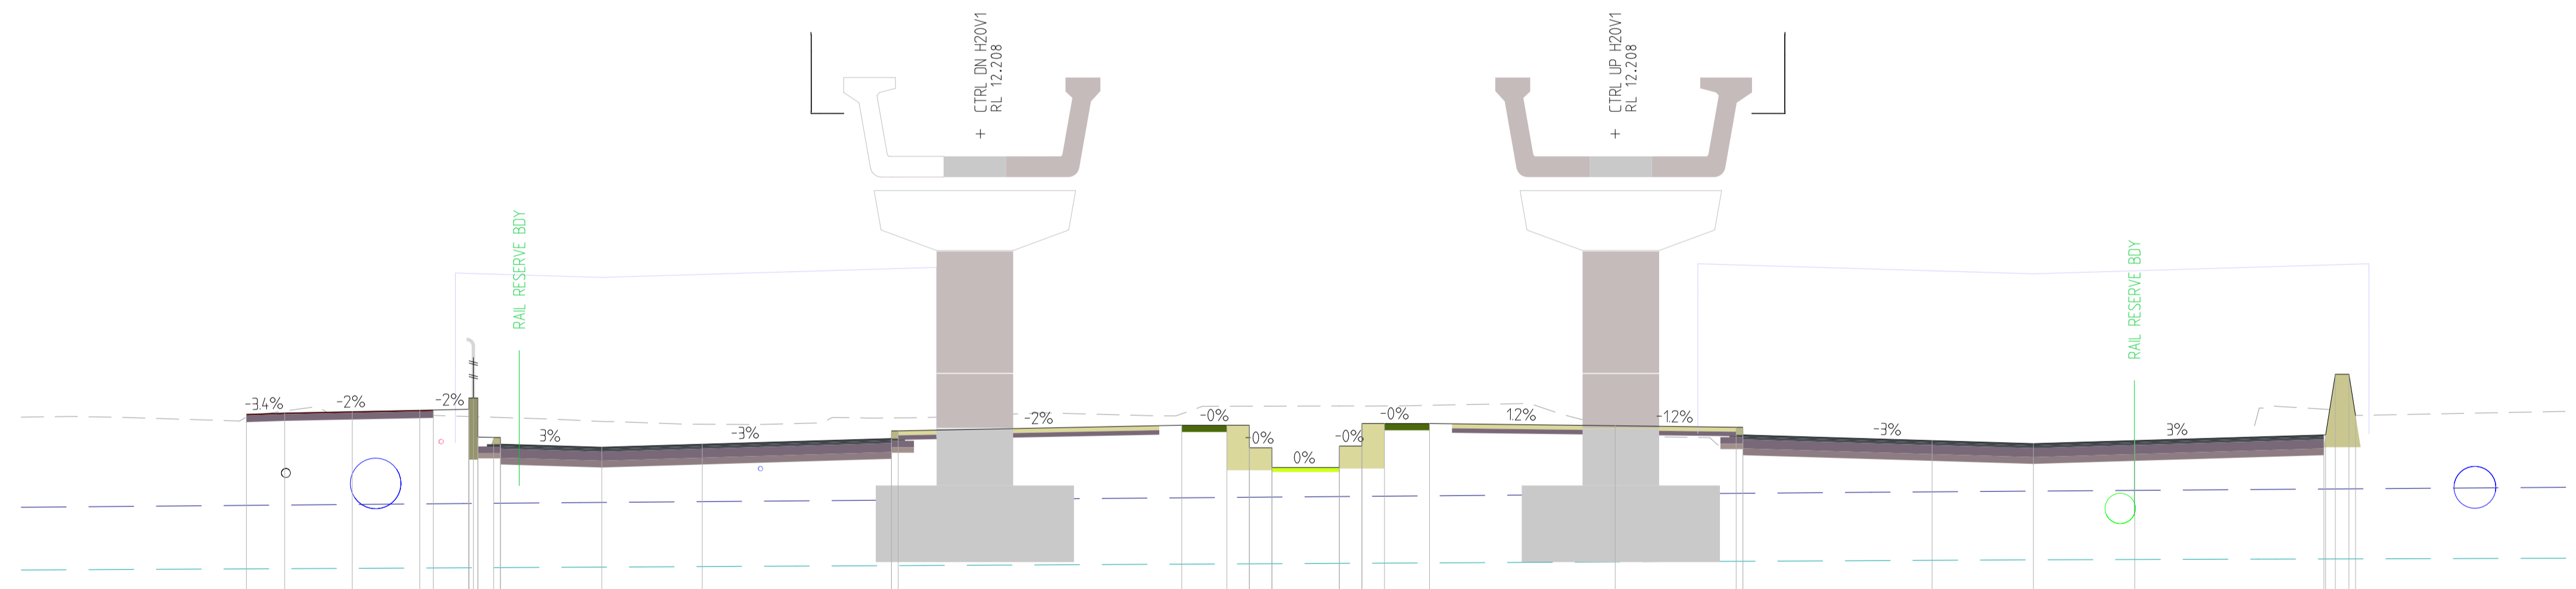 CTRL DN H20V1
RL 12.208
CTRL UP H20V1
RL 12.208
RAIL RESERVE BDY
RAIL RESERVE BDY
-3.4%
-2%
-2%
3%
-3%
-2%
-0%
-0%
0%
-0%
-0%
12%
-12%
-3%
3%